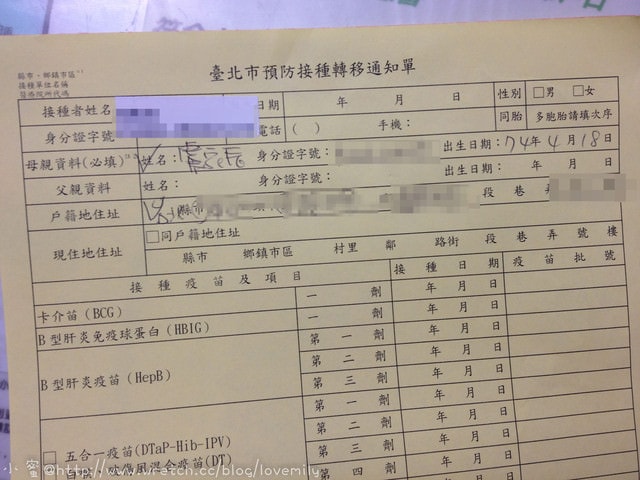 臺北市預防接種轉移通知單
縣市、鄉鎮市區
接種單位名稱
醫療院所代碼
接種者姓名 日期 年 月 日 性別 □男 □女
身分證字號 電話 ( ) 手機： 同胎 多胞胎請填次序
母親資料(必填) 姓名： 身分證字號： 出生日期：74年4月18日
父親資料 姓名： 身分證字號： 出生日期： 年 月 日
戶籍地住址 縣市 段 巷 弄
現住地住址 □同戶籍地住址
縣市 鄉鎮市區 村里 鄰 路街 段 巷 弄 號 樓
接種疫苗及項目 接種日期 疫苗批號
卡介苗(BCG) 一劑 年 月 日
B型肝炎免疫球蛋白(HBIG) 一劑 年 月 日
B型肝炎疫苗(HepB) 第一劑 年 月 日
第二劑 年 月 日
第三劑 年 月 日
第一劑 年 月 日
□ 五合一疫苗(DTaP-Hib-IPV) 第二劑 年 月 日
第三劑 年 月 日
第四劑 年 月 日
小蜜@http://www.wretch.cc/blog/lovemily